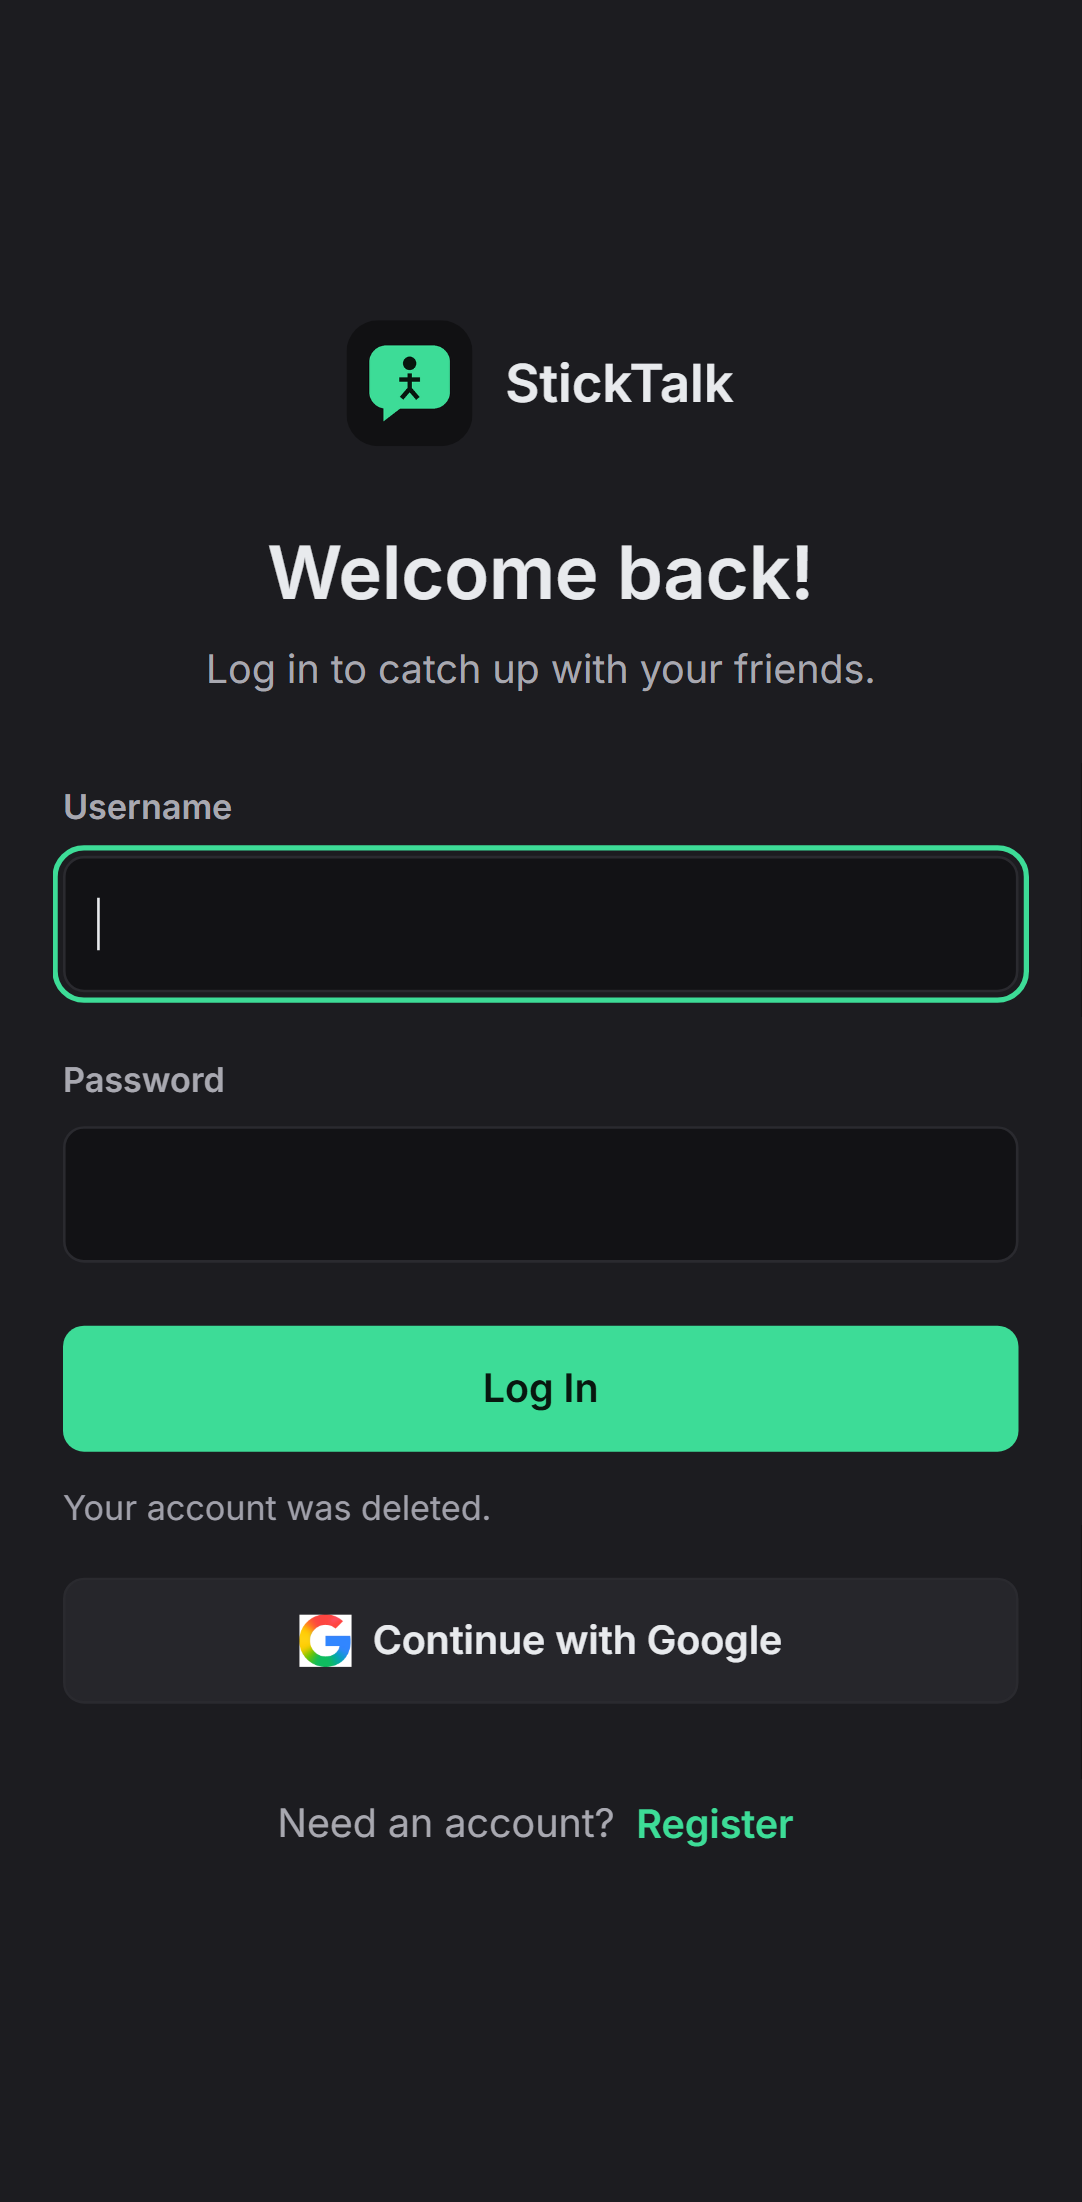 StickTalk
Welcome back!
Log in to catch up with your friends.
Username
Password
Log In
Your account was deleted.
Continue with Google
Need an account? Register